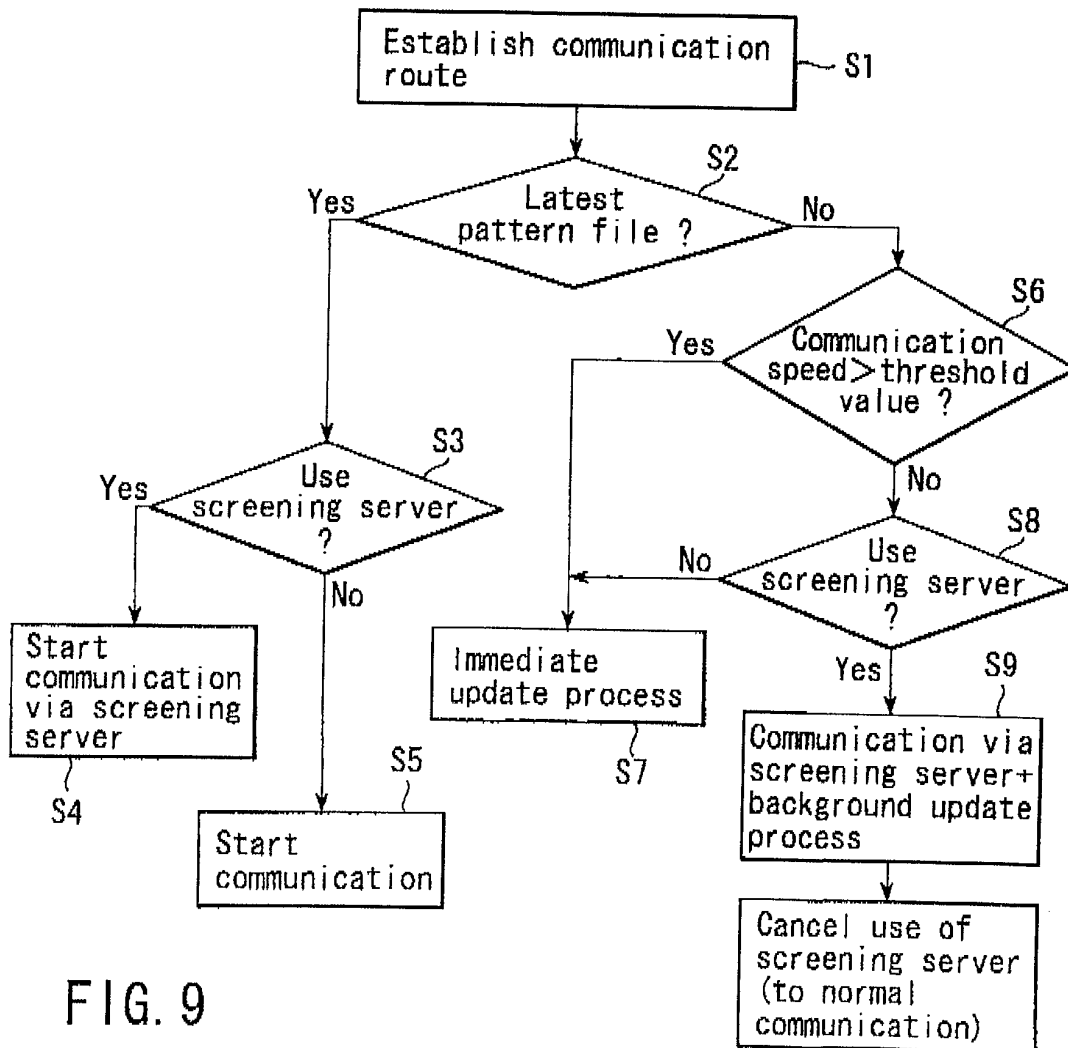 Establish communication
route
S1
S2
Latest
pattern file ?
Yes
No
S6
Communication
speed>threshold
value ?
Yes
No
S3
Use
screening server
?
Yes
No
S8
Use
screening server
?
No
Yes
Start
communication
via screening
server
S4
Immediate
update process
S7
S9
Communication via
screening server+
background update
process
S5
Start
communication
Cancel use of
screening server
(to normal
communication)
FIG. 9